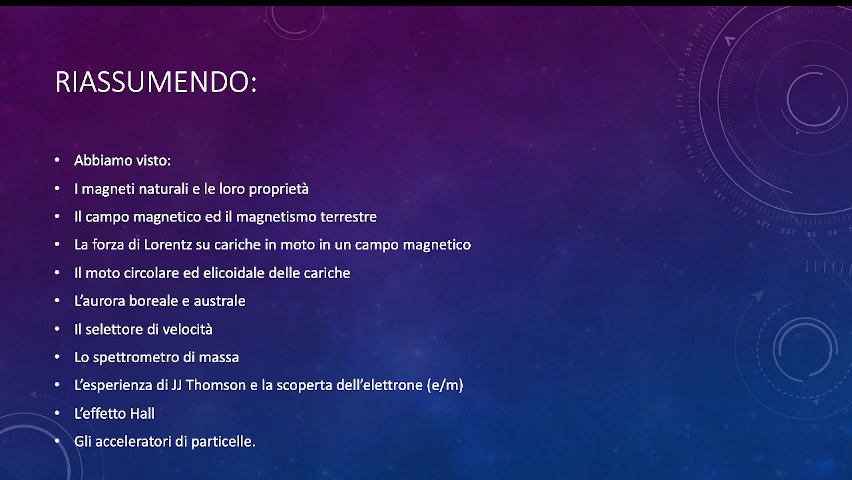 RIASSUMENDO:
• Abbiamo visto:
• I magneti naturali e le loro proprietà
• Il campo magnetico ed il magnetismo terrestre
• La forza di Lorentz su cariche in moto in un campo magnetico
• Il moto circolare ed elicoidale delle cariche
• L’aurora boreale e australe
• Il selettore di velocità
• Lo spettrometro di massa
• L’esperienza di JJ Thomson e la scoperta dell’elettrone (e/m)
• L’effetto Hall
• Gli acceleratori di particelle.